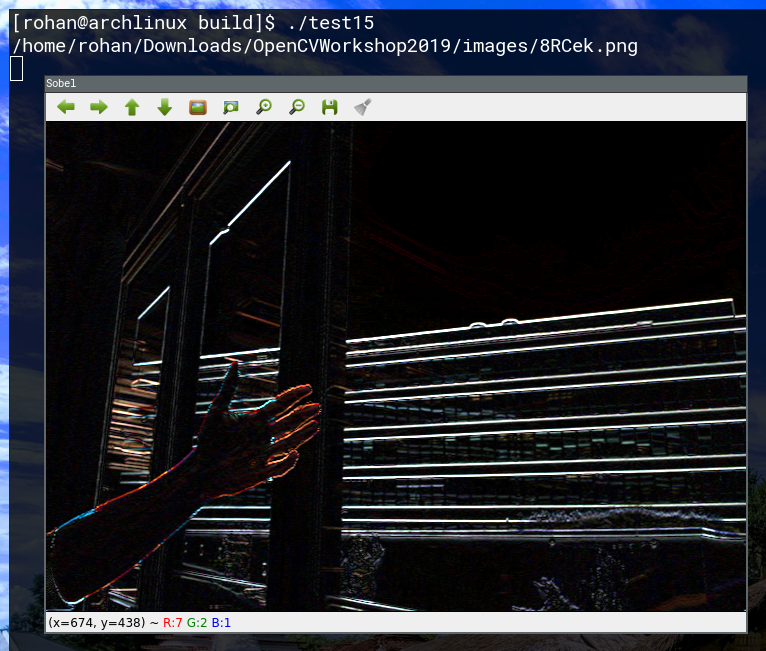 [rohan@archlinux build]$ ./test15
/home/rohan/Downloads/OpenCVWorkshop2019/images/8RCek.png
Sobel
(x=674, y=438) ~ R:7 G:2 B:1